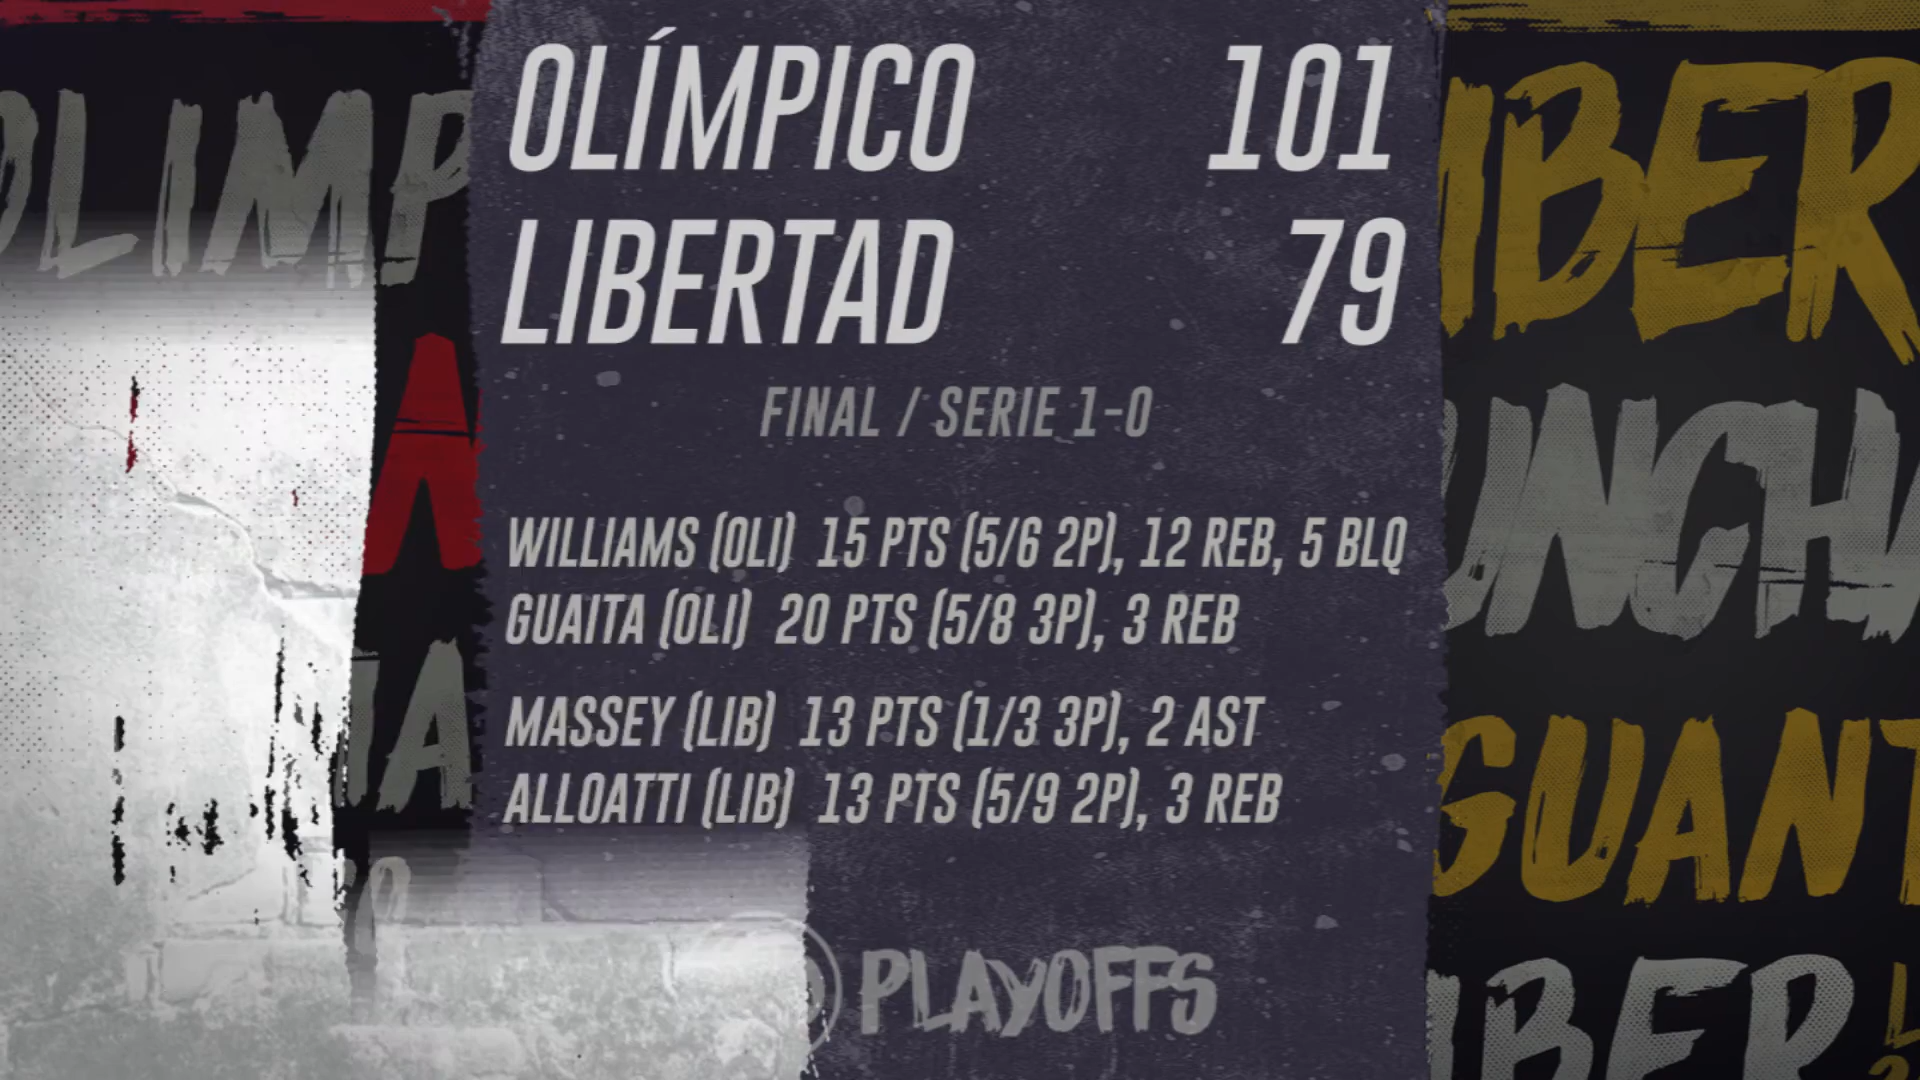 OLÍMPICO 101
LIBERTAD 79
FINAL / SERIE 1-0
WILLIAMS (OLI) 15 PTS (5/6 2P), 12 REB, 5 BLQ
GUAITA (OLI) 20 PTS (5/8 3P), 3 REB
MASSEY (LIB) 13 PTS (1/3 3P), 2 AST
ALLOATTI (LIB) 13 PTS (5/9 2P), 3 REB
PLAYOFFS